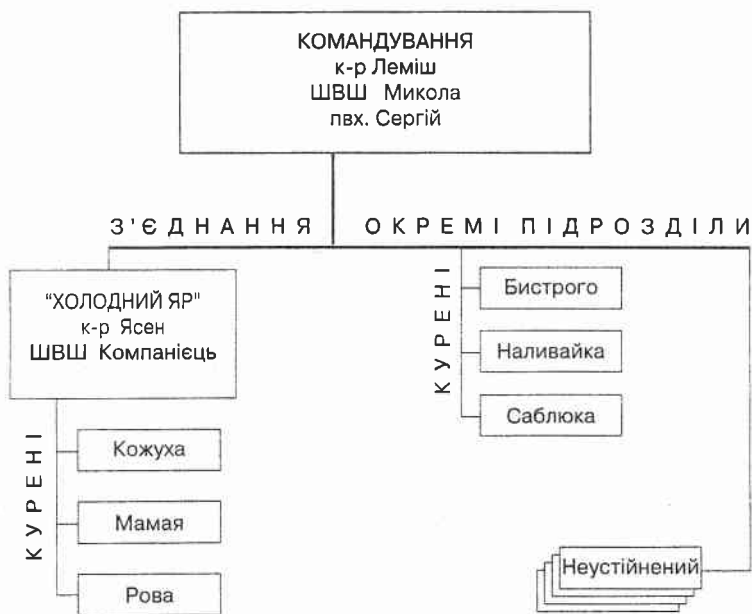 КОМАНДУВАННЯ
к-р Леміш
ШВШ Микола
пвх. Сергій
З'ЄДНАННЯ ОКРЕМІ ПІДРОЗДІЛИ
"ХОЛОДНИЙ ЯР"
к-р Ясен
ШВШ Компанієць
КУРЕНІ
Кожуха
Мамая
Рова
КУРЕНІ
Бистрого
Наливайка
Саблюка
Неустійнений